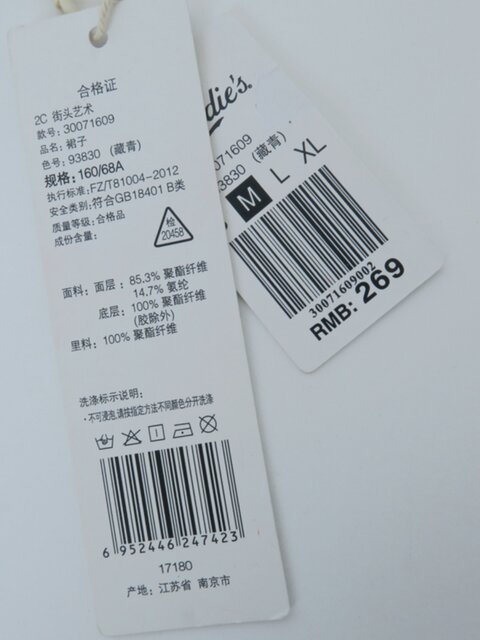 合格证
2C 街头艺术
款号: 30071609
品名: 裙子
色号: 93830 (藏青)
规格: 160/68A
执行标准: FZ/T81004-2012
安全类别: 符合GB18401 B类
质量等级: 合格品
成份含量:
检
20458
面料: 面层: 85.3% 聚酯纤维
14.7% 氨纶
底层: 100% 聚酯纤维
(胶除外)
里料: 100% 聚酯纤维
洗涤标示说明:
·不可浸泡,请按指定方法不同颜色分开洗涤
6 952446 247423
17180
产地: 江苏省 南京市
die's.
071609
3830 (藏青)
M L XL
30071609002
RMB: 269